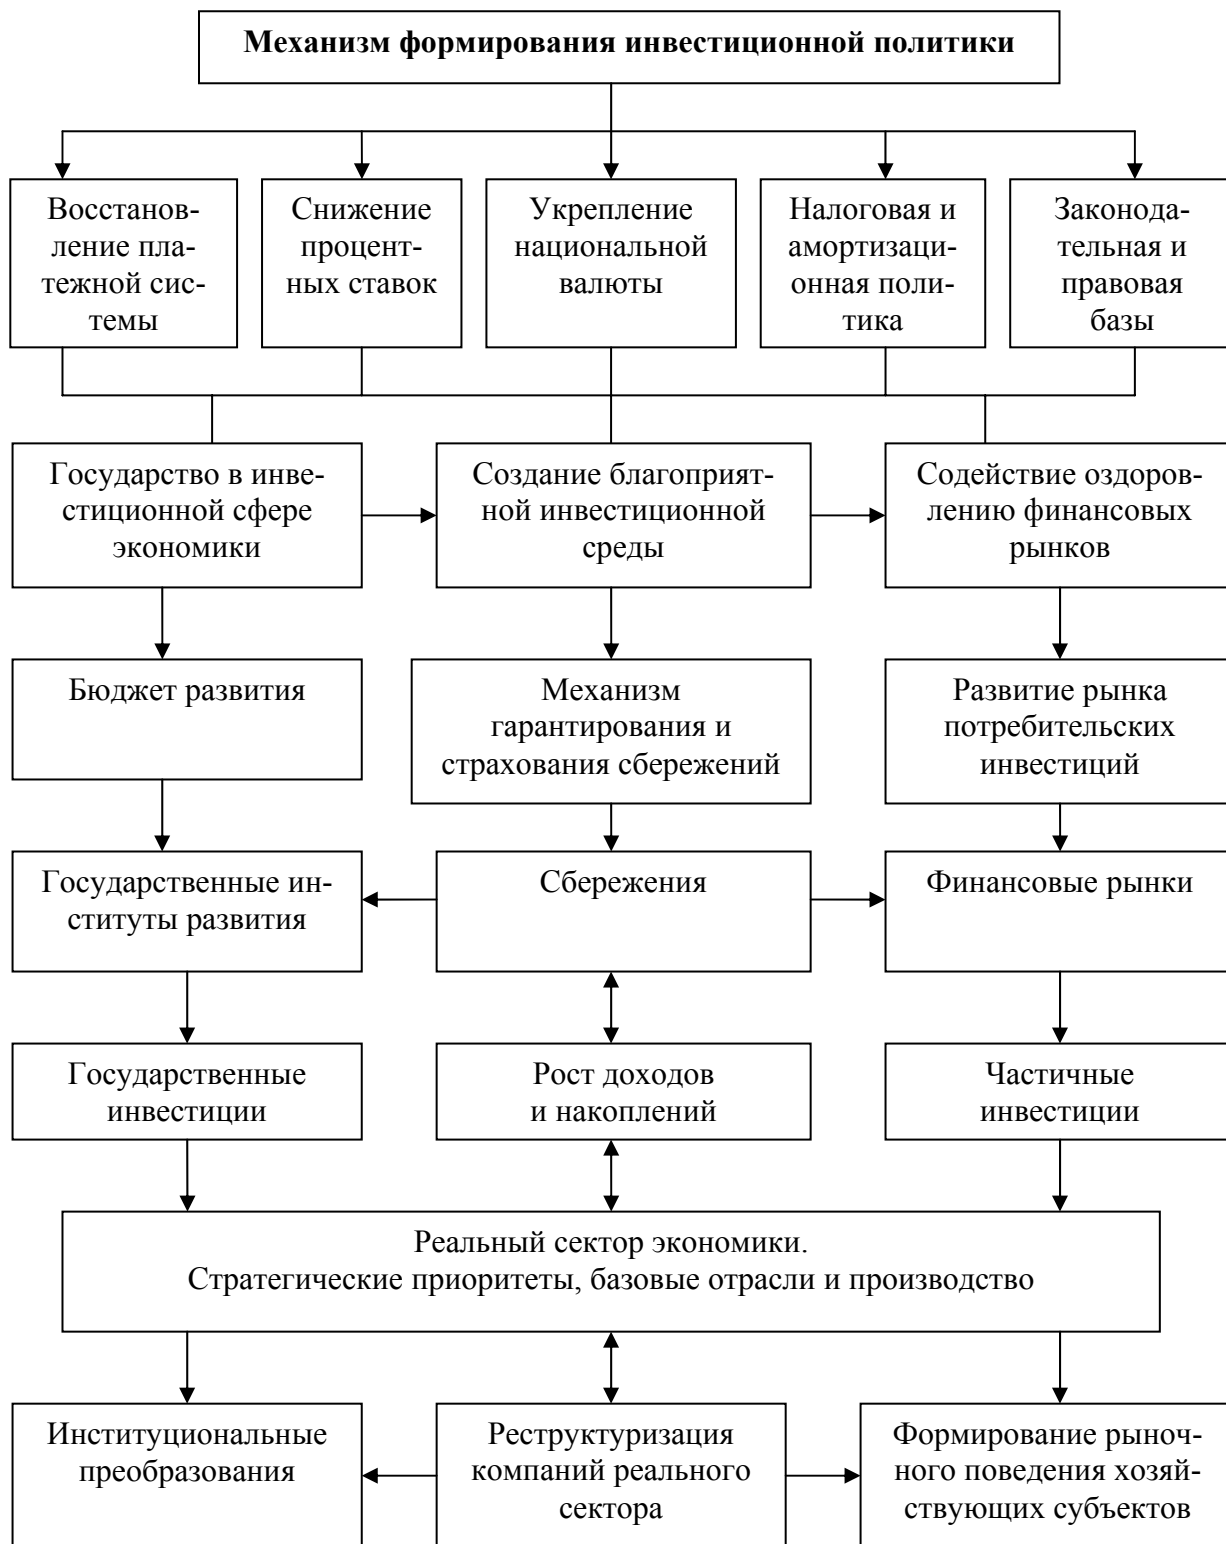 Механизм формирования инвестиционной политики
Восстанов-
ление пла-
тежной сис-
темы
Снижение
процент-
ных ставок
Укрепление
национальной
валюты
Налоговая и
амортизаци-
онная поли-
тика
Законода-
тельная и
правовая
базы
Государство в инве-
стиционной сфере
экономики
Создание благоприят-
ной инвестиционной
среды
Содействие оздоров-
лению финансовых
рынков
Бюджет развития
Механизм
гарантирования и
страхования сбережений
Развитие рынка
потребительских
инвестиций
Государственные ин-
ституты развития
Сбережения
Финансовые рынки
Государственные
инвестиции
Рост доходов
и накоплений
Частичные
инвестиции
Реальный сектор экономики.
Стратегические приоритеты, базовые отрасли и производство
Институциональные
преобразования
Реструктуризация
компаний реального
сектора
Формирование рыноч-
ного поведения хозяй-
ствующих субъектов